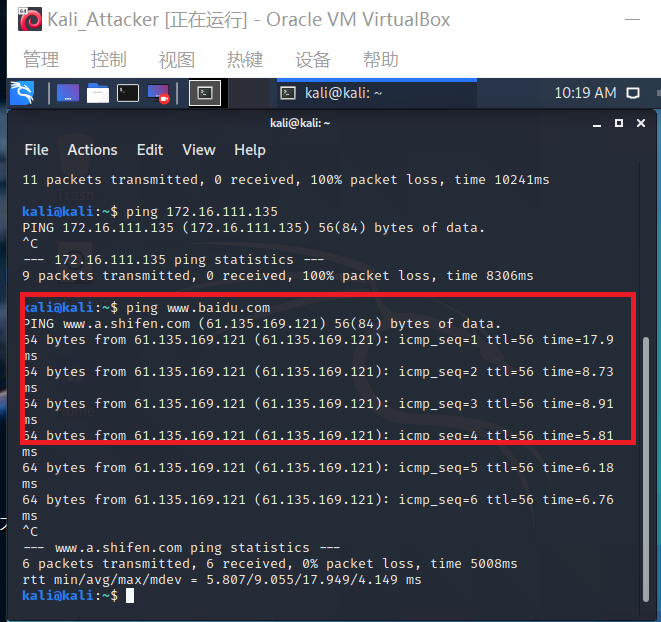 Kali_Attacker [正在运行] - Oracle VM VirtualBox
管理 控制 视图 热键 设备 帮助
kali@kali: ~ 10:19 AM
kali@kali: ~
File Actions Edit View Help
11 packets transmitted, 0 received, 100% packet loss, time 10241ms
kali@kali:~$ ping 172.16.111.135
PING 172.16.111.135 (172.16.111.135) 56(84) bytes of data.
^C
--- 172.16.111.135 ping statistics ---
9 packets transmitted, 0 received, 100% packet loss, time 8306ms
kali@kali:~$ ping www.baidu.com
PING www.a.shifen.com (61.135.169.121) 56(84) bytes of data.
64 bytes from 61.135.169.121 (61.135.169.121): icmp_seq=1 ttl=56 time=17.9
ms
64 bytes from 61.135.169.121 (61.135.169.121): icmp_seq=2 ttl=56 time=8.73
ms
64 bytes from 61.135.169.121 (61.135.169.121): icmp_seq=3 ttl=56 time=8.91
ms
64 bytes from 61.135.169.121 (61.135.169.121): icmp_seq=4 ttl=56 time=5.81
ms
64 bytes from 61.135.169.121 (61.135.169.121): icmp_seq=5 ttl=56 time=6.18
ms
64 bytes from 61.135.169.121 (61.135.169.121): icmp_seq=6 ttl=56 time=6.76
ms
^C
--- www.a.shifen.com ping statistics ---
6 packets transmitted, 6 received, 0% packet loss, time 5008ms
rtt min/avg/max/mdev = 5.807/9.055/17.949/4.149 ms
kali@kali:~$